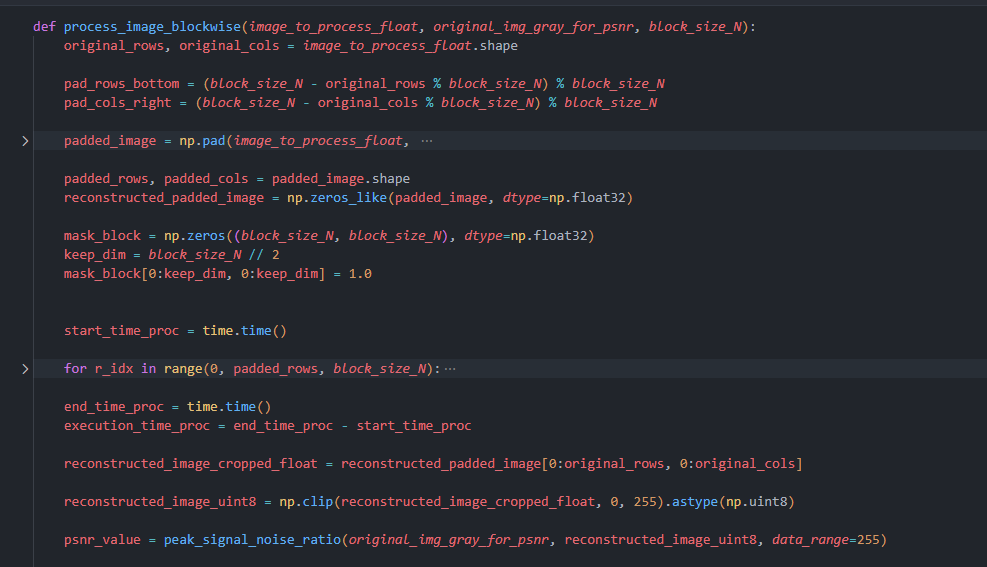 def process_image_blockwise(image_to_process_float, original_img_gray_for_psnr, block_size_N):
    original_rows, original_cols = image_to_process_float.shape

    pad_rows_bottom = (block_size_N - original_rows % block_size_N) % block_size_N
    pad_cols_right = (block_size_N - original_cols % block_size_N) % block_size_N

    padded_image = np.pad(image_to_process_float, ⋯

    padded_rows, padded_cols = padded_image.shape
    reconstructed_padded_image = np.zeros_like(padded_image, dtype=np.float32)

    mask_block = np.zeros((block_size_N, block_size_N), dtype=np.float32)
    keep_dim = block_size_N // 2
    mask_block[0:keep_dim, 0:keep_dim] = 1.0


    start_time_proc = time.time()

    for r_idx in range(0, padded_rows, block_size_N):⋯

    end_time_proc = time.time()
    execution_time_proc = end_time_proc - start_time_proc

    reconstructed_image_cropped_float = reconstructed_padded_image[0:original_rows, 0:original_cols]

    reconstructed_image_uint8 = np.clip(reconstructed_image_cropped_float, 0, 255).astype(np.uint8)

    psnr_value = peak_signal_noise_ratio(original_img_gray_for_psnr, reconstructed_image_uint8, data_range=255)